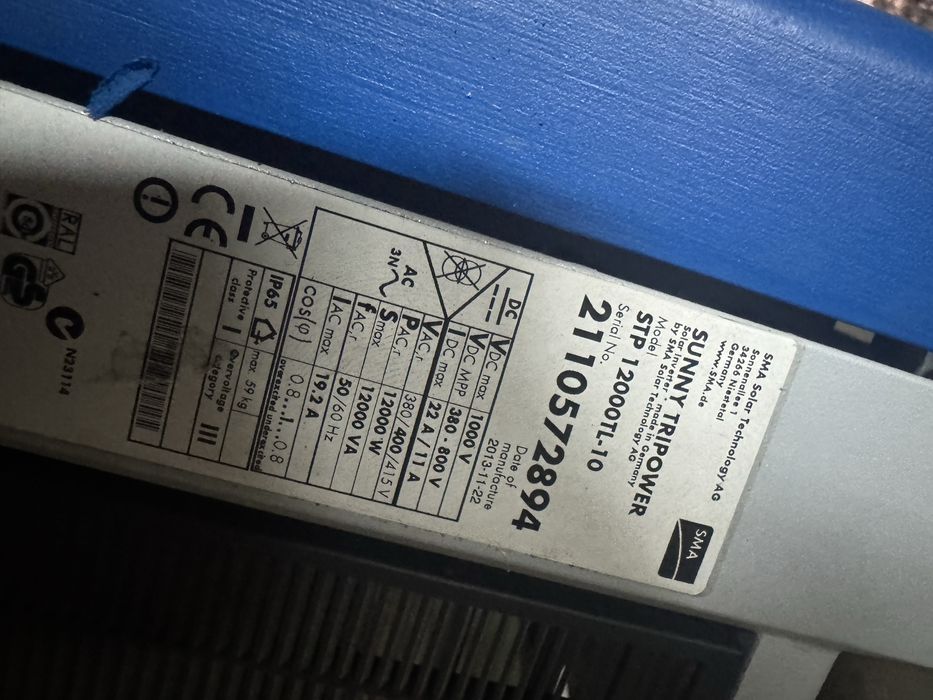 SMA Solar Technology AG
Sonnenallee 1
34266 Niestetal
Germany
www.SMA.de
SMA
SUNNY TRIPOWER
Solar inverter · made in Germany
by SMA Solar Technology AG
Model
STP 12000TL-10
Serial No.
2110572894
Date of
manufacture
2013-11-22
DC
VDC max 1000 V
VDC MPP 380 - 800 V
IDC max 22 A / 11 A
AC
3N
VAC,r 380/400/415 V
PAC,r 12000 W
Smax 12000 VA
fAC,r 50/60 Hz
IAC max 19,2 A
cos(φ) 0.8...1...0.8
overexcited underexcited
IP65
max 59 kg
Protective class I
overvoltage category III
CE
RAL
GS
N23114